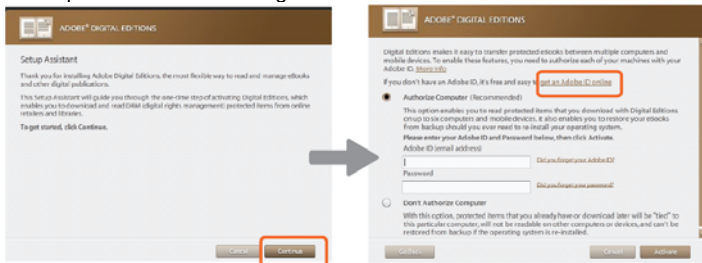 ADOBE® DIGITAL EDITIONS
Setup Assistant
Thank you for installing Adobe Digital Editions, the most flexible way to read and manage eBooks
and other digital publications.
This Setup Assistant will guide you through the one-time step of activating Digital Editions, which
enables you to download and read DRM (digital rights management) protected items from online
retailers and libraries.
To get started, click Continue.
Cancel
Continue
ADOBE® DIGITAL EDITIONS
Digital Editions makes it easy to transfer protected eBooks between multiple computers and
mobile devices. To enable these features, you need to authorize each of your machines with your
Adobe ID. More info
If you don't have an Adobe ID, it's free and easy to get an Adobe ID online
Authorize Computer (Recommended)
This option enables you to read protected items that you download with Digital Editions
on up to six computers and mobile devices. It also enables you to restore your eBooks
from backup should you ever need to re-install your operating system.
Please enter your Adobe ID and Password below, then click Activate.
Adobe ID (email address)
Did you forget your Adobe ID?
Password
Did you forget your password?
Don't Authorize Computer
With this option, protected items that you already have or download later will be "tied" to
this particular computer, will not be readable on other computers or devices, and can't be
restored from backup if the operating system is re-installed.
Go Back
Cancel
Activate